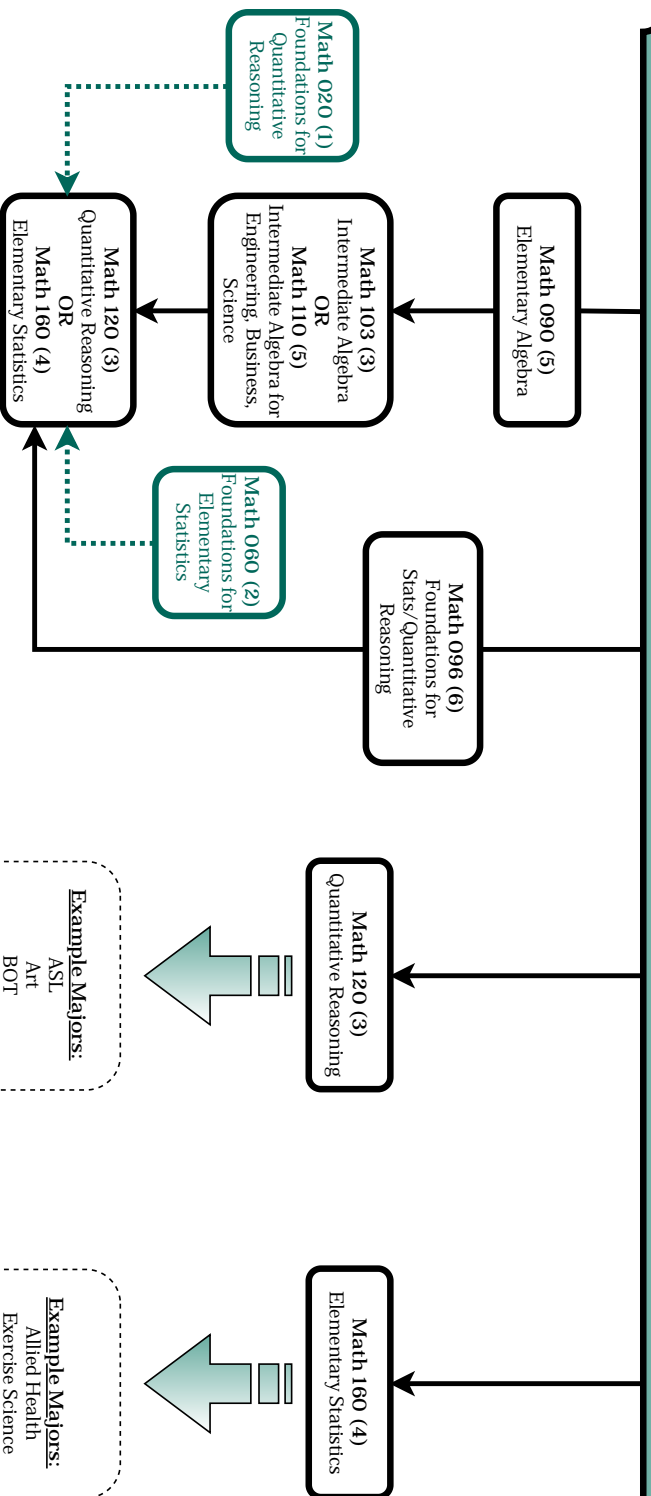 Math 090 (5)
Elementary Algebra
Math 103 (3)
Intermediate Algebra
OR
Math 110 (5)
Intermediate Algebra for
Engineering, Business,
Science
Math 020 (1)
Foundations for
Quantitative
Reasoning
Math 120 (3)
Quantitative Reasoning
OR
Math 160 (4)
Elementary Statistics
Math 060 (2)
Foundations for
Elementary
Statistics
Math 096 (6)
Foundations for
Stats/Quantitative
Reasoning
Math 120 (3)
Quantitative Reasoning
Example Majors:
ASL
Art
BOT
Math 160 (4)
Elementary Statistics
Example Majors:
Allied Health
Exercise Science